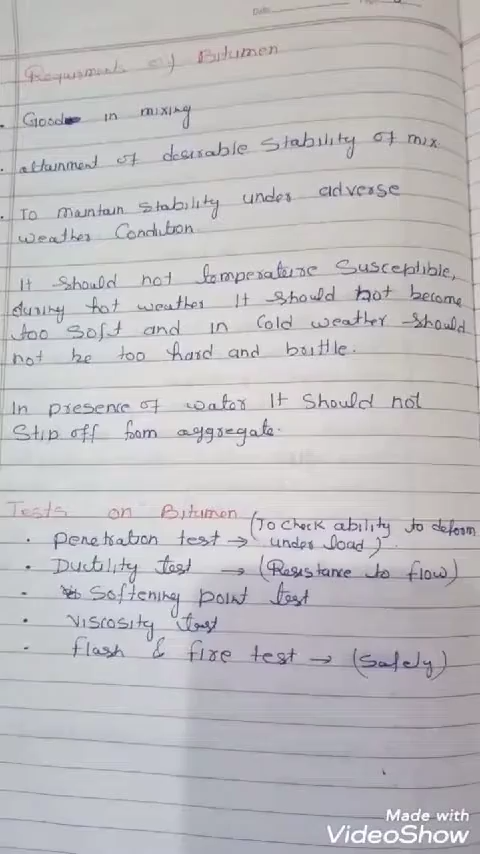 Date
Requirments of Bitumen
. Good in mixing
. attainment of desirable stability of mix
. To maintain stability under adverse
weather Condition
It should not temperature Susceptible,
during hot weather It should not become
too soft and in Cold weather should
not be too hard and brittle.
In presence of water It should not
Stip off from aggregate.
Tests on Bitumen
(To check ability to deform
. penetration test → under load)
. Ductility test → (Resistance to flow)
. Softening point test
. viscosity test
. flash & fire test → (Safely)
Made with
VideoShow